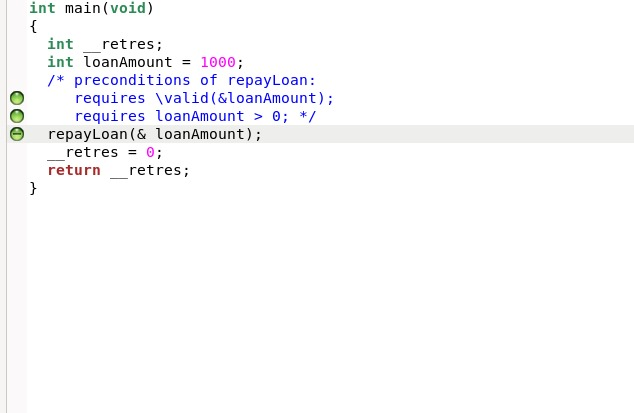 int main(void)
{
  int __retres;
  int loanAmount = 1000;
  /* preconditions of repayLoan:
     requires \valid(&loanAmount);
     requires loanAmount > 0; */
  repayLoan(& loanAmount);
  __retres = 0;
  return __retres;
}